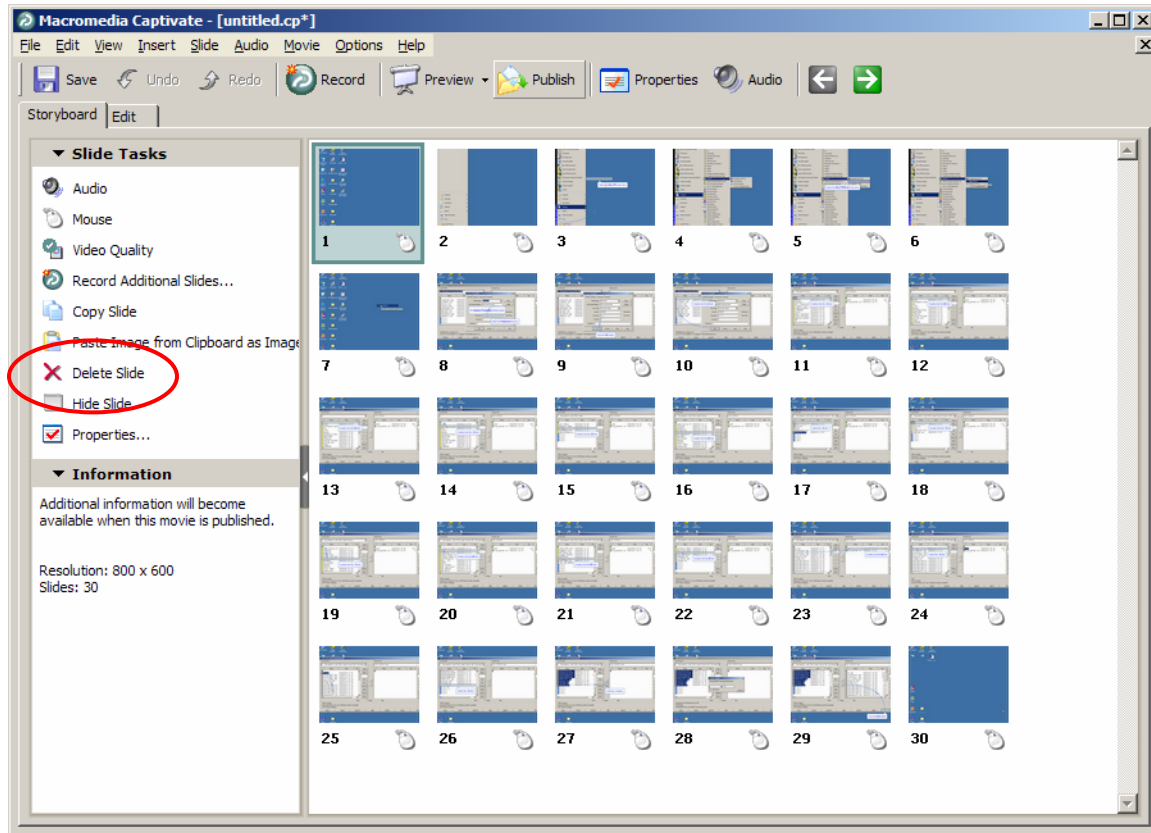 Macromedia Captivate - [untitled.cp*]
File Edit View Insert Slide Audio Movie Options Help
Save Undo Redo Record Preview Publish Properties Audio
Storyboard Edit
Slide Tasks
Audio
Mouse
Video Quality
Record Additional Slides...
Copy Slide
Paste Image from Clipboard as Image
Delete Slide
Hide Slide
Properties...
Information
Additional information will become
available when this movie is published.
Resolution: 800 x 600
Slides: 30
1 2 3 4 5 6
7 8 9 10 11 12
13 14 15 16 17 18
19 20 21 22 23 24
25 26 27 28 29 30